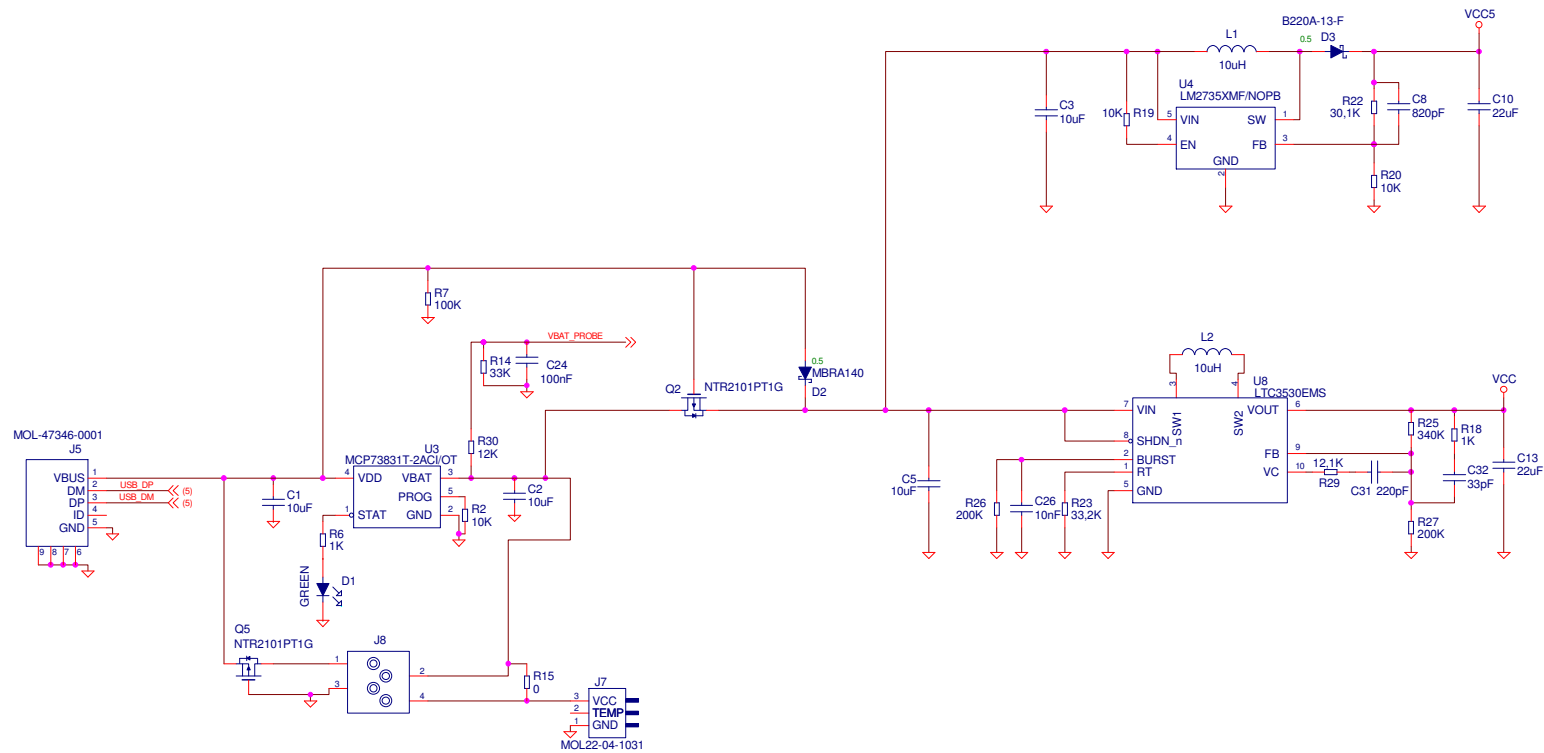 B220A-13-F
VCC5
L1
0.5
D3
10uH
U4
LM2735XMF/NOPB
C3
10uF
10K
R19
5
VIN
SW
1
4
EN
FB
3
GND
2
R22
30,1K
C8
820pF
C10
22uF
R20
10K
R7
100K
VBAT_PROBE
R14
33K
C24
100nF
0.5
MBRA140
D2
Q2
NTR2101PT1G
L2
10uH
3
4
U8
LTC3530EMS
VCC
7
VIN
SW1
SW2
VOUT
6
8
SHDN_n
2
BURST
1
RT
5
GND
FB
9
VC
10
R25
340K
R18
1K
12,1K
R29
C31
220pF
C32
33pF
C13
22uF
R27
200K
C5
10uF
R26
200K
C26
10nF
R23
33,2K
MOL-47346-0001
J5
VBUS
1
DM
2
USB_DP
(5)
DP
3
USB_DM
(5)
ID
4
GND
5
9
8
7
6
C1
10uF
R30
12K
U3
MCP73831T-2ACI/OT
4
VDD
VBAT
3
PROG
5
1
STAT
GND
2
C2
10uF
R2
10K
R6
1K
GREEN
D1
Q5
NTR2101PT1G
J8
1
2
3
4
R15
0
J7
3
VCC
2
TEMP
1
GND
MOL22-04-1031